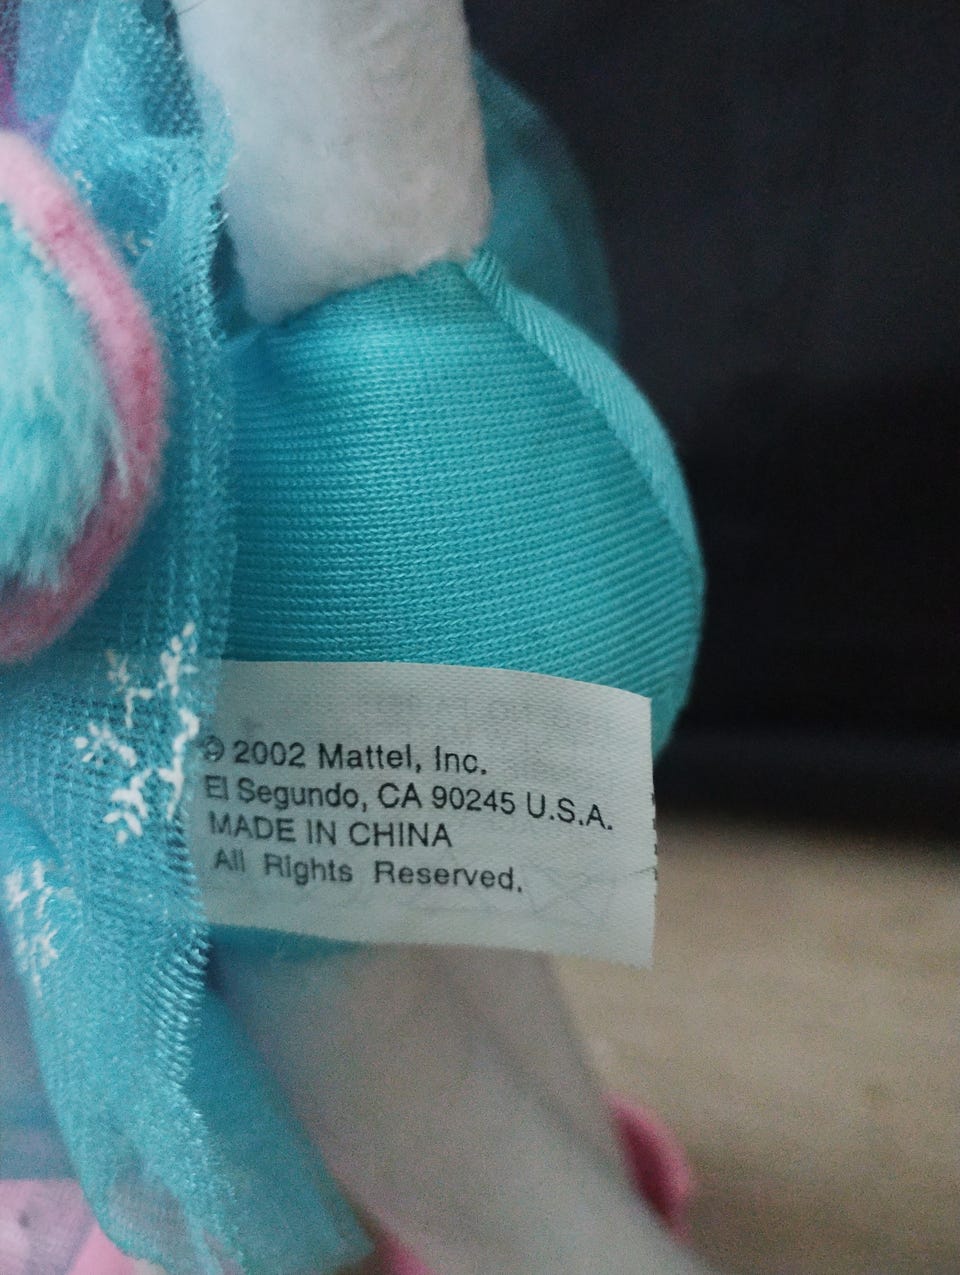 © 2002 Mattel, Inc.
El Segundo, CA 90245 U.S.A.
MADE IN CHINA
All Rights Reserved.